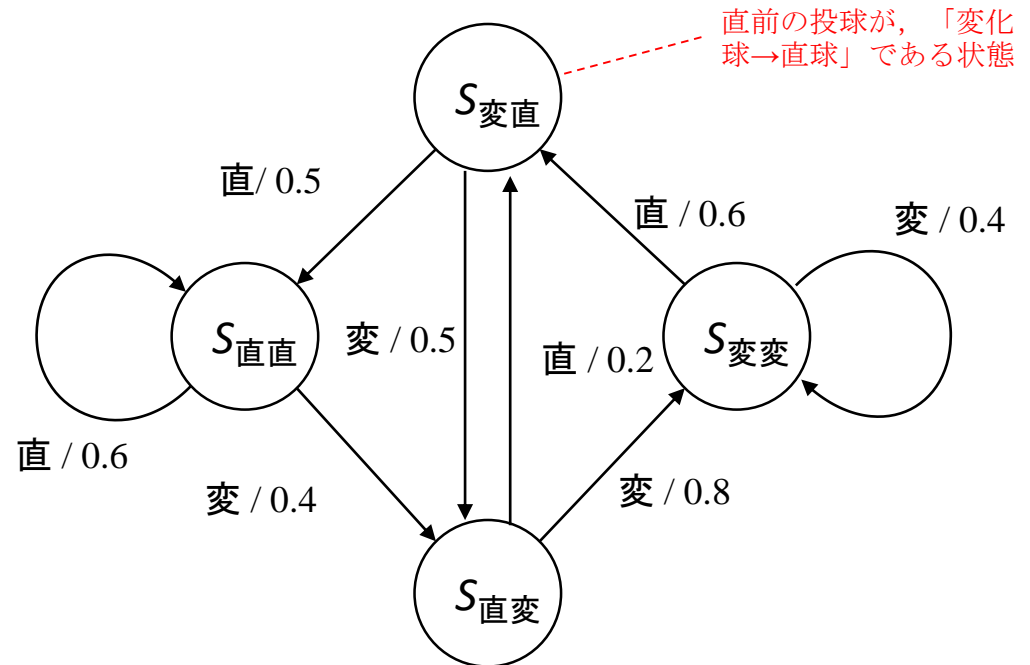 直前の投球が，「変化
球→直球」である状態
S変直
直/ 0.5
直 / 0.6
変 / 0.4
S直直
変 / 0.5
直 / 0.2
S変変
直 / 0.6
変 / 0.4
変 / 0.8
S直変